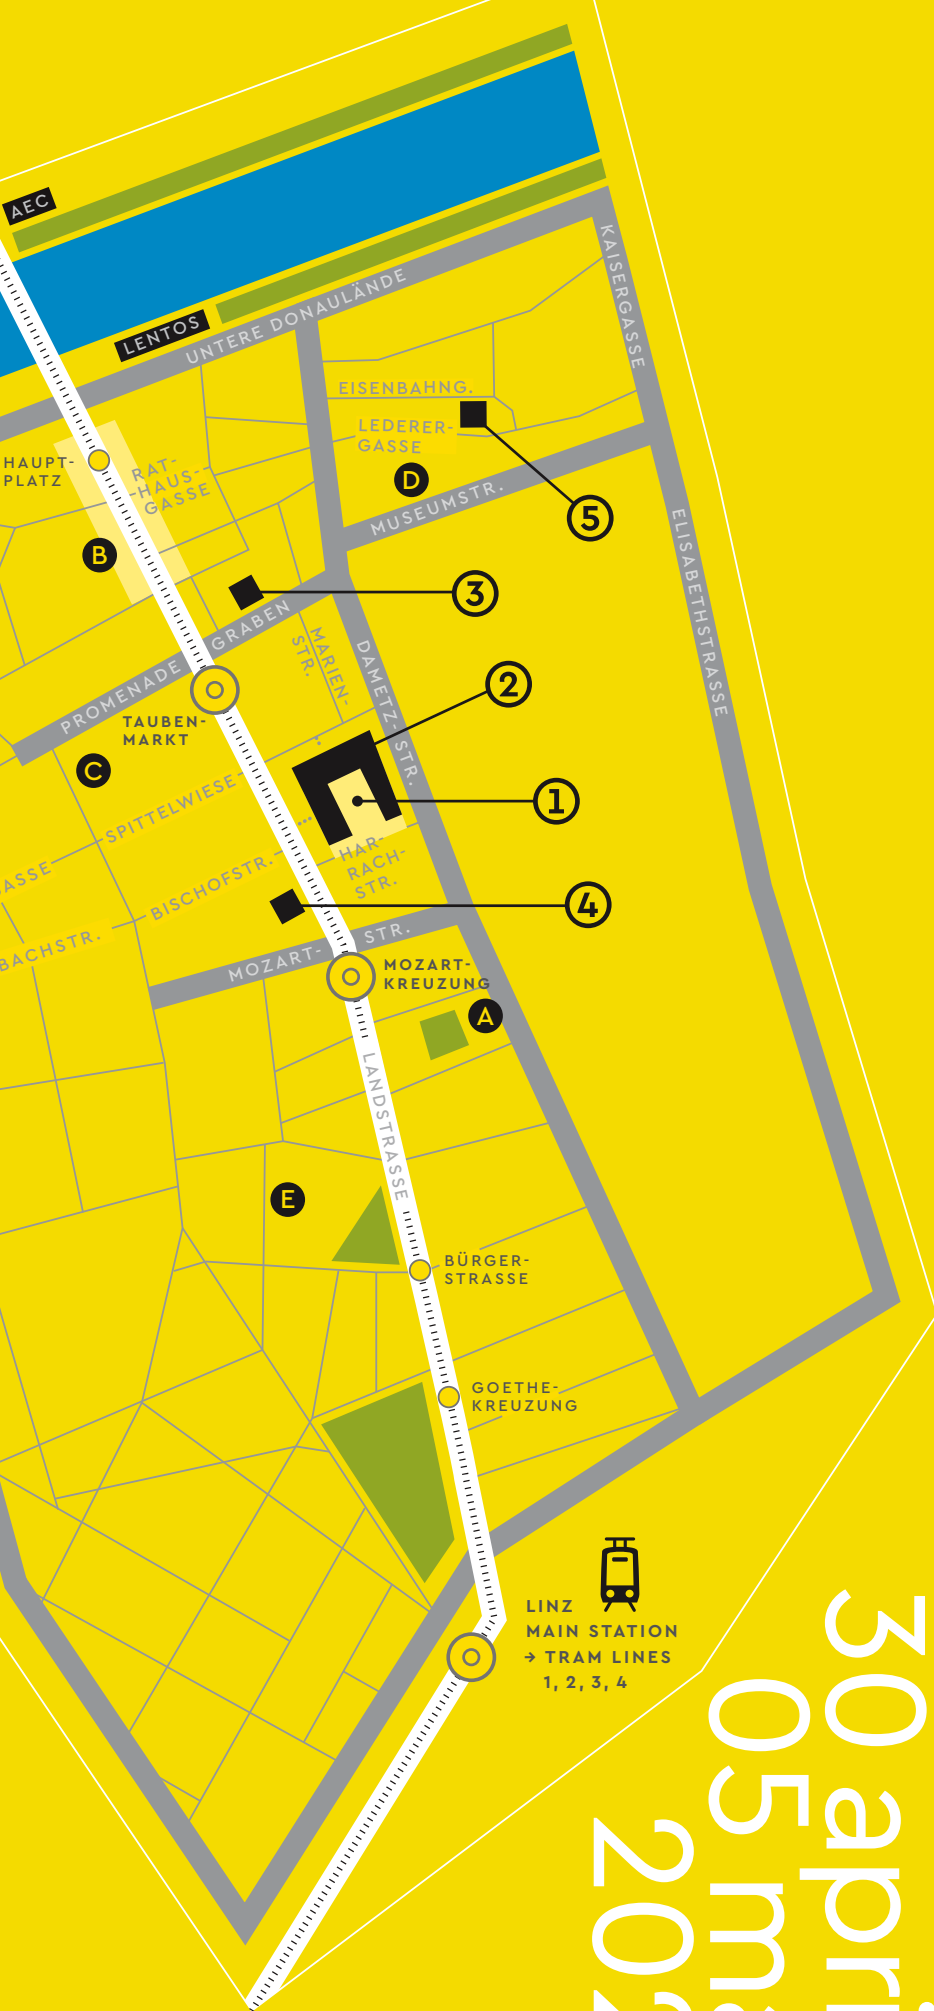 AEC
LENTOS
UNTERE DONAULÄNDE
KAISERGASSE
EISENBAHNG.
LEDERER-
GASSE
D
MUSEUMSTR.
5
HAUPT-
PLATZ
RAT-
HAUS-
GASSE
B
3
ELISABETHSTRASSE
PROMENADE
GRABEN
MARIEN-
STR.
DAMETZ-STR.
2
TAUBEN-
MARKT
C
SPITTELWIESE
1
HAR-
RACH-
STR.
ASSE
BISCHOFSTR.
4
BACHSTR.
MOZART-
STR.
MOZART-
KREUZUNG
A
LANDSTRASSE
E
BÜRGER-
STRASSE
GOETHE-
KREUZUNG
LINZ
MAIN STATION
→ TRAM LINES
1, 2, 3, 4
30 apri
05 m
202